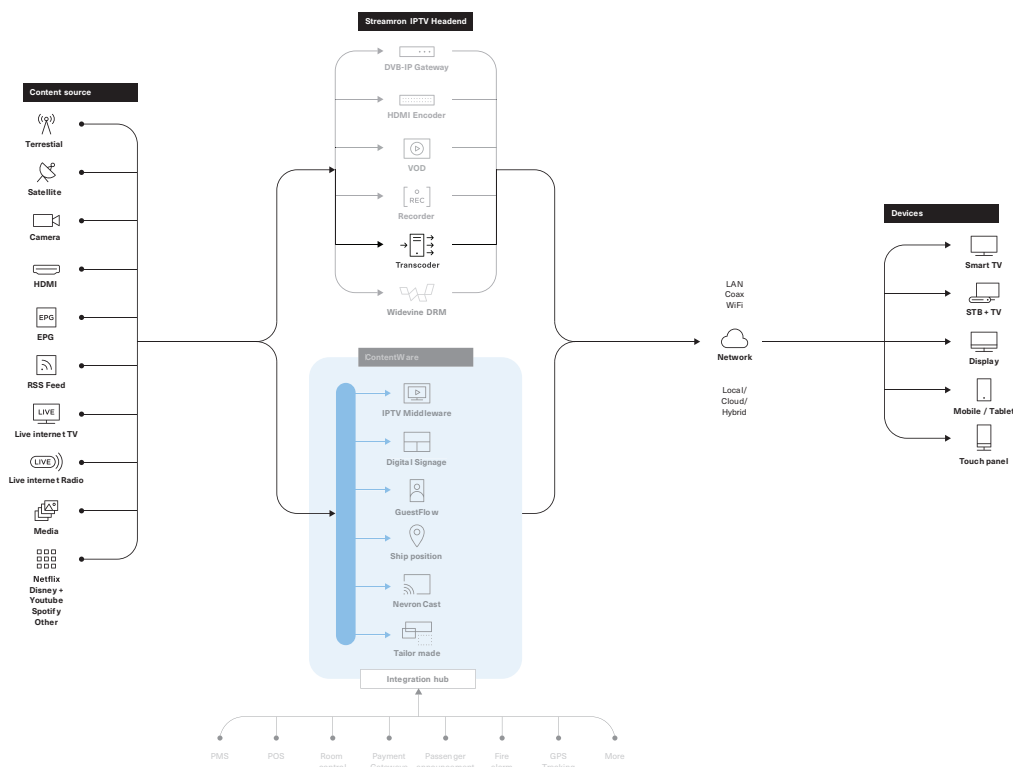 Streamron IPTV Headend
DVB-IP Gateway
HDMI Encoder
VOD
REC
Recorder
Transcoder
Widevine DRM
Content source
Terrestial
Satellite
Camera
HDMI
EPG
EPG
RSS Feed
LIVE
Live internet TV
LIVE
Live internet Radio
Media
Netflix
Disney +
Youtube
Spotify
Other
ContentWare
IPTV Middleware
Digital Signage
GuestFlow
Ship position
Nevron Cast
Tailor made
Integration hub
LAN
Coax
WiFi
Network
Local/
Cloud/
Hybrid
Devices
Smart TV
STB + TV
Display
Mobile / Tablet
Touch panel
PMS
POS
Room
Payment
Passenger
Fire
GPS
More